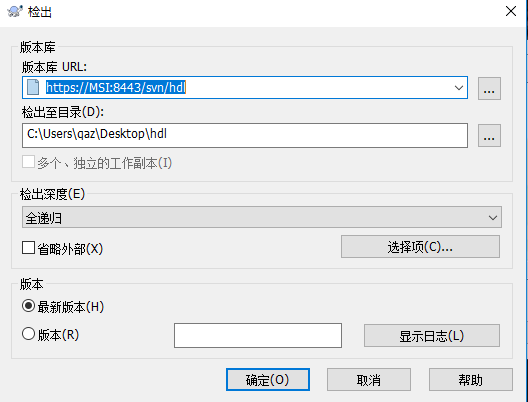 检出
版本库
版本库 URL:
https://MSI:8443/svn/hdl
...
检出至目录(D):
C:\Users\qaz\Desktop\hdl
...
多个、独立的工作副本(I)
检出深度(E)
全递归
省略外部(X)
选择项(C)...
版本
最新版本(H)
版本(R)
显示日志(L)
确定(O)
取消
帮助